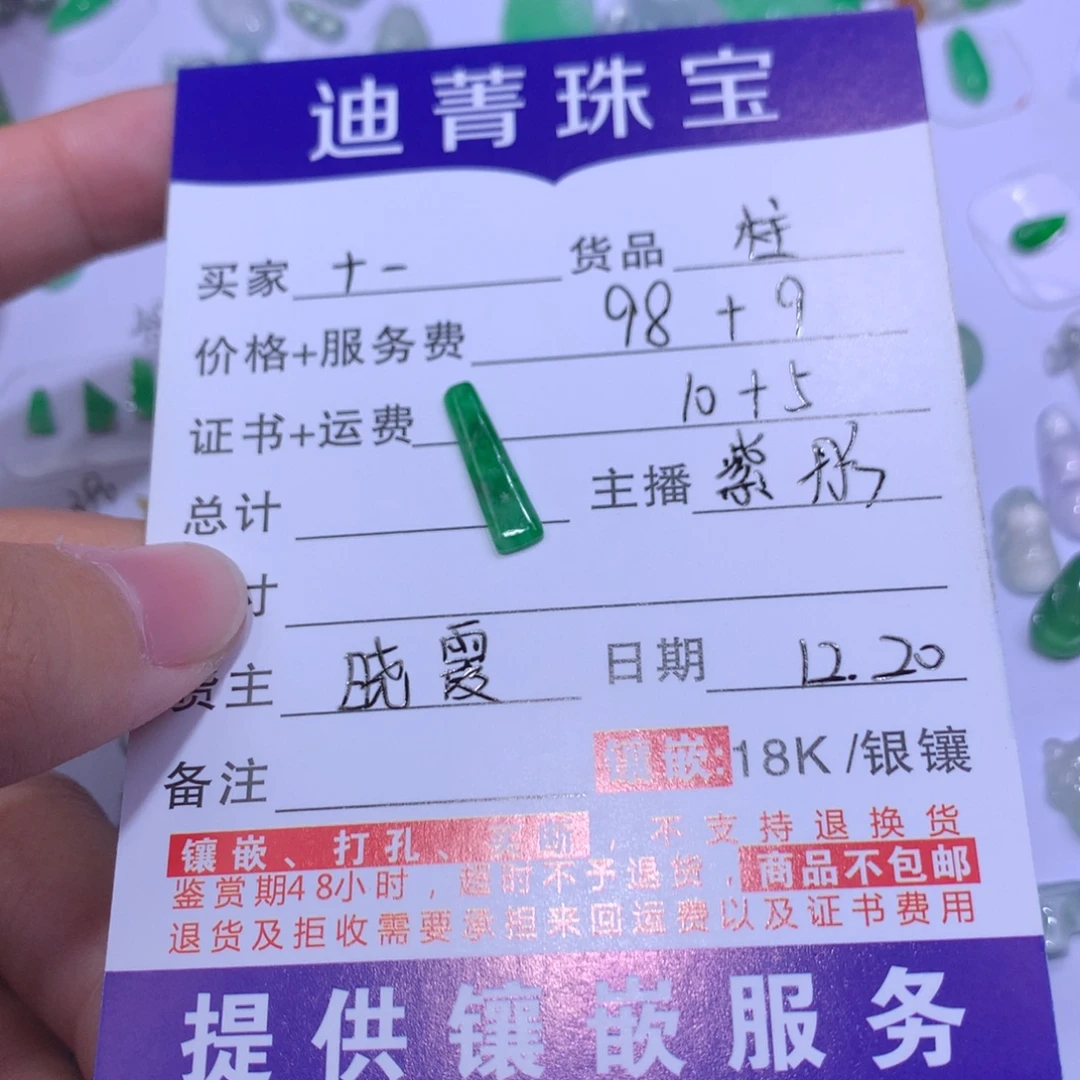 迪菁珠宝
买家 十一 货品 柱
价格+服务费 98+9
证书+运费 10+5
总计 主播 紫彤
寸
货主 晓霞 日期 12.20
备注 镶嵌:18K/银镶
镶嵌、打孔、买断，不支持退换货
鉴赏期48小时，超时不予退货，商品不包邮
退货及拒收需要承担来回运费以及证书费用
提供镶嵌服务